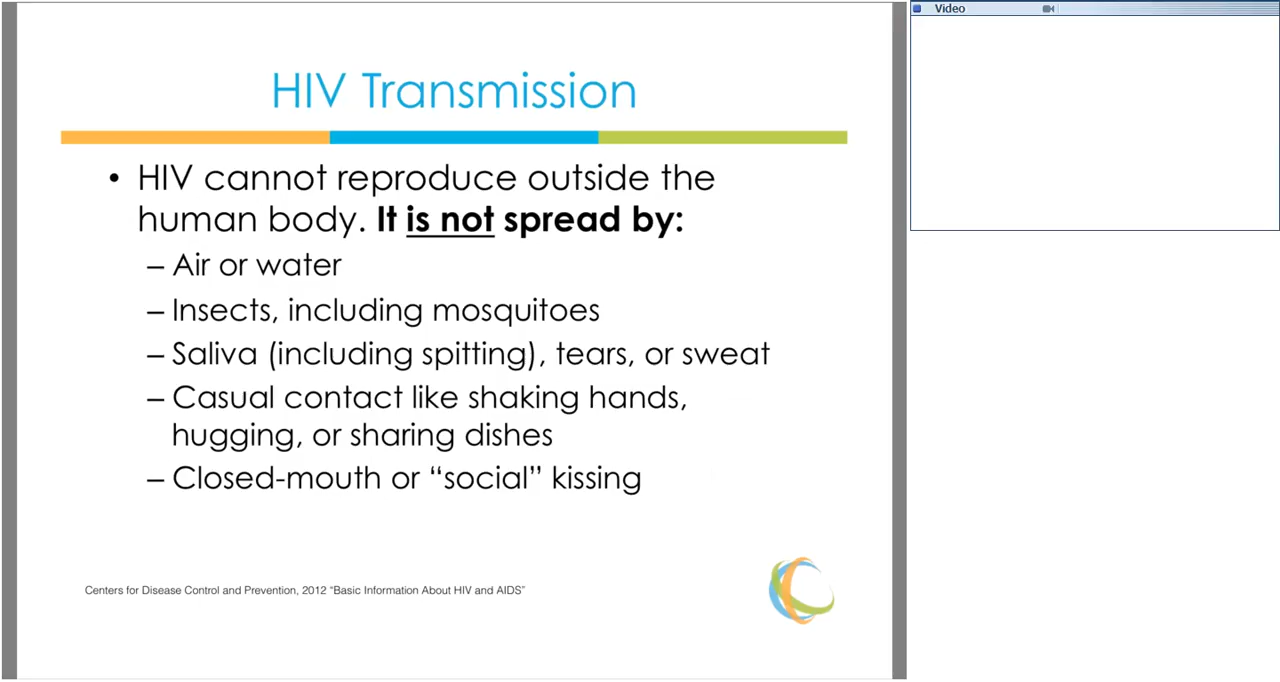 Video
HIV Transmission
• HIV cannot reproduce outside the
human body. It is not spread by:
– Air or water
– Insects, including mosquitoes
– Saliva (including spitting), tears, or sweat
– Casual contact like shaking hands,
hugging, or sharing dishes
– Closed-mouth or “social” kissing
Centers for Disease Control and Prevention, 2012 “Basic Information About HIV and AIDS”